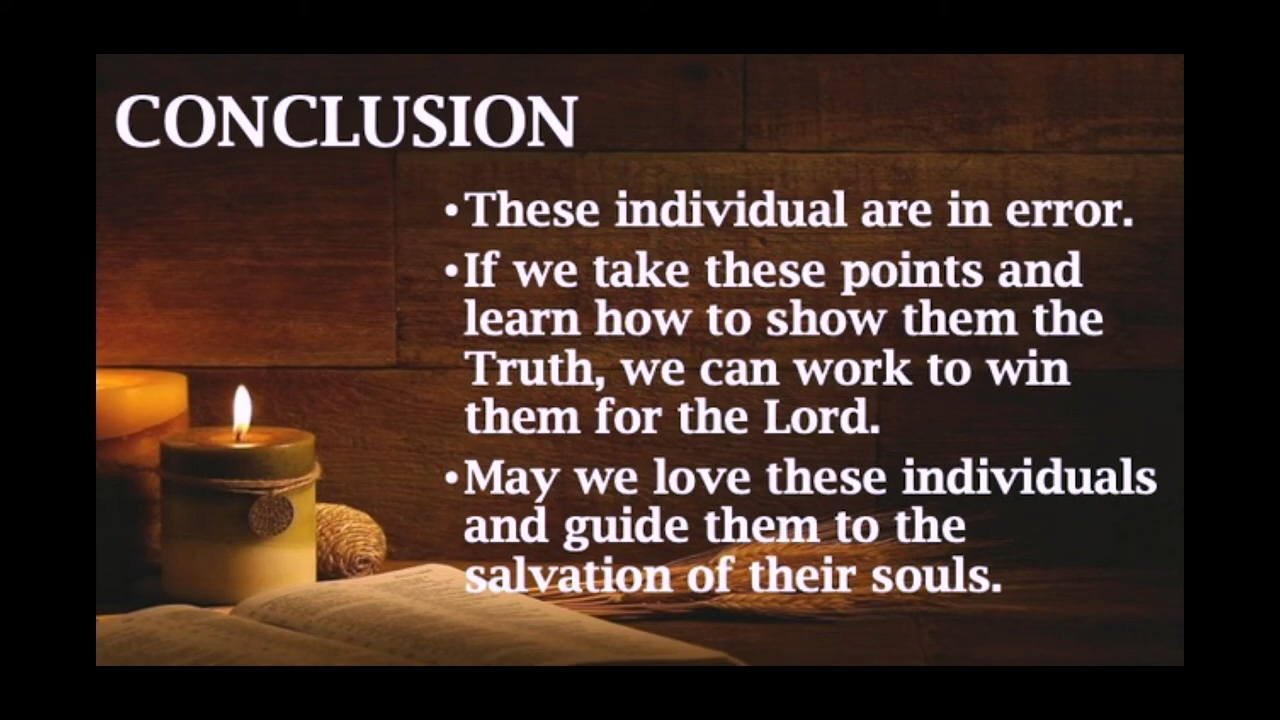 CONCLUSION
•These individual are in error.
•If we take these points and
learn how to show them the
Truth, we can work to win
them for the Lord.
•May we love these individuals
and guide them to the
salvation of their souls.